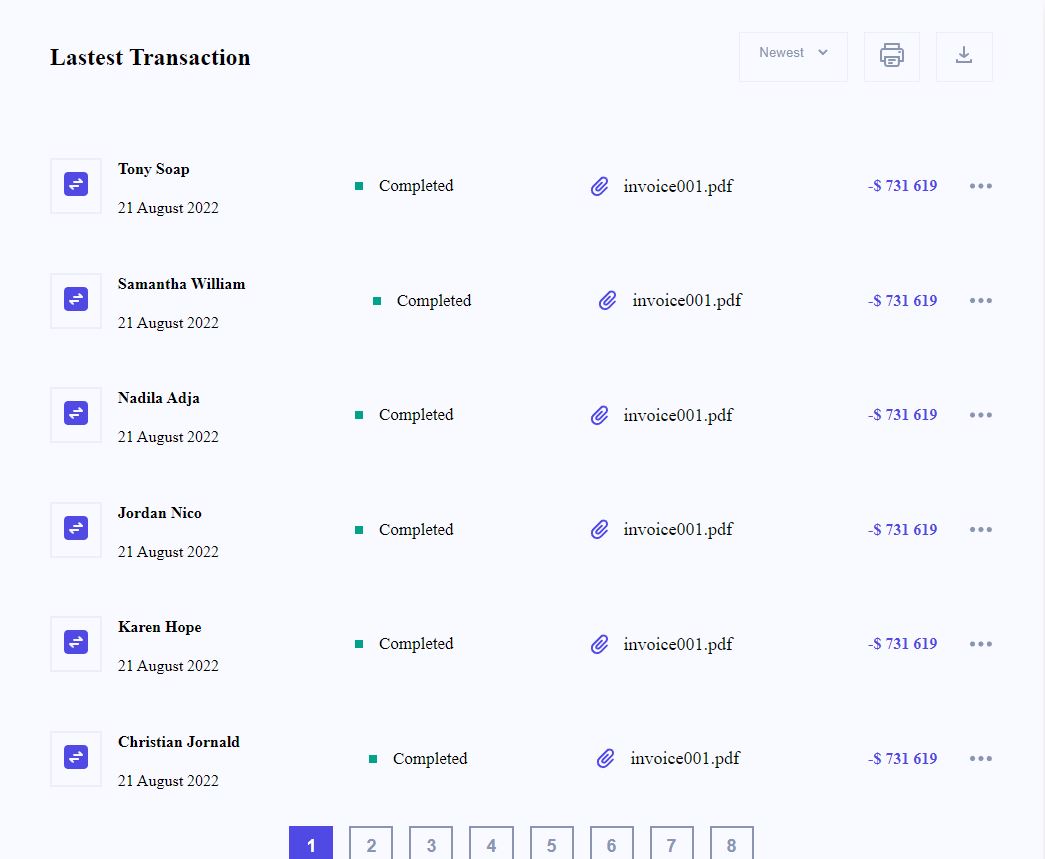 Lastest Transaction
Newest
Tony Soap
21 August 2022
Completed
invoice001.pdf
-$ 731 619
Samantha William
21 August 2022
Completed
invoice001.pdf
-$ 731 619
Nadila Adja
21 August 2022
Completed
invoice001.pdf
-$ 731 619
Jordan Nico
21 August 2022
Completed
invoice001.pdf
-$ 731 619
Karen Hope
21 August 2022
Completed
invoice001.pdf
-$ 731 619
Christian Jornald
21 August 2022
Completed
invoice001.pdf
-$ 731 619
1 2 3 4 5 6 7 8